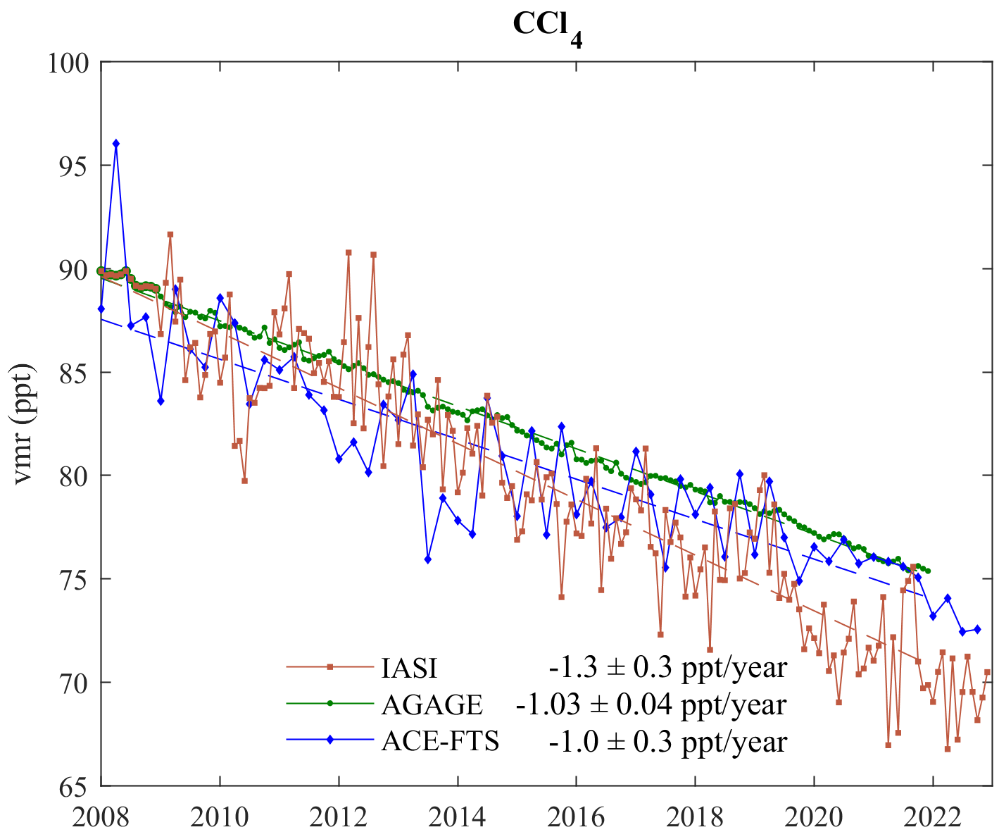 CCl4
100
95
90
85
80
75
70
65
vmr (ppt)
IASI -1.3 ± 0.3 ppt/year
AGAGE -1.03 ± 0.04 ppt/year
ACE-FTS -1.0 ± 0.3 ppt/year
2008 2010 2012 2014 2016 2018 2020 2022